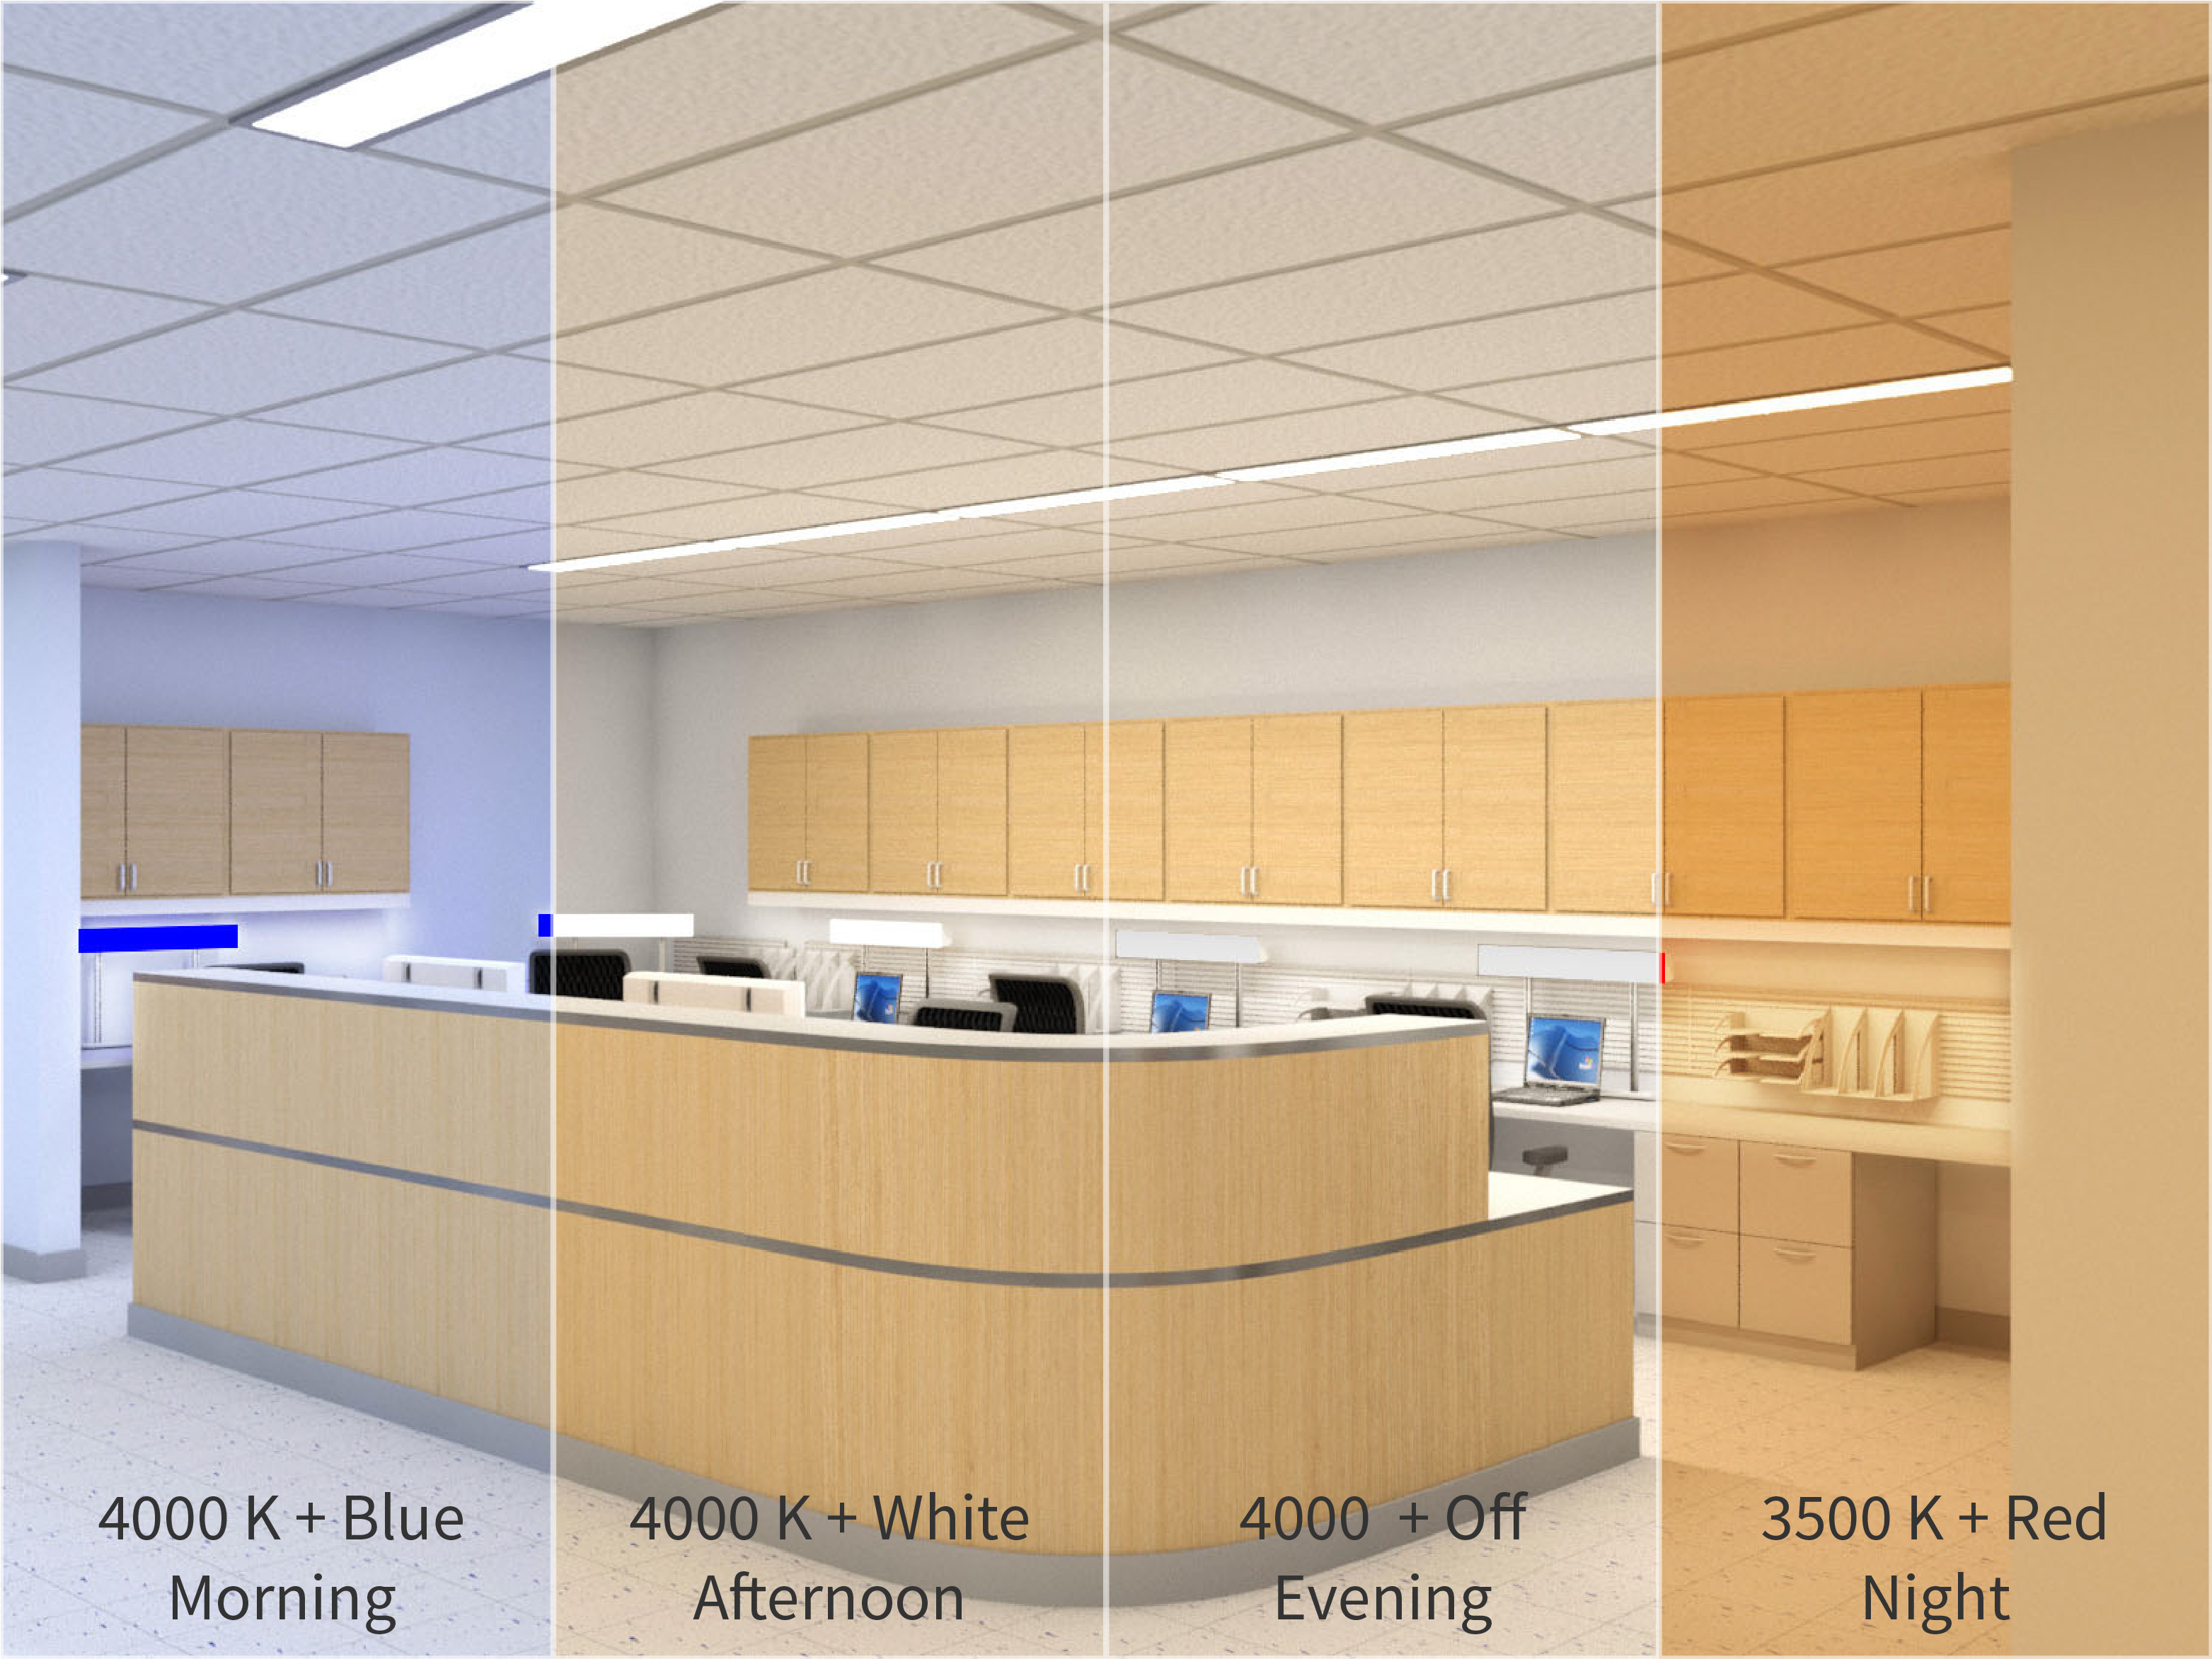 4000 K + Blue
Morning
4000 K + White
Afternoon
4000  + Off
Evening
3500 K + Red
Night